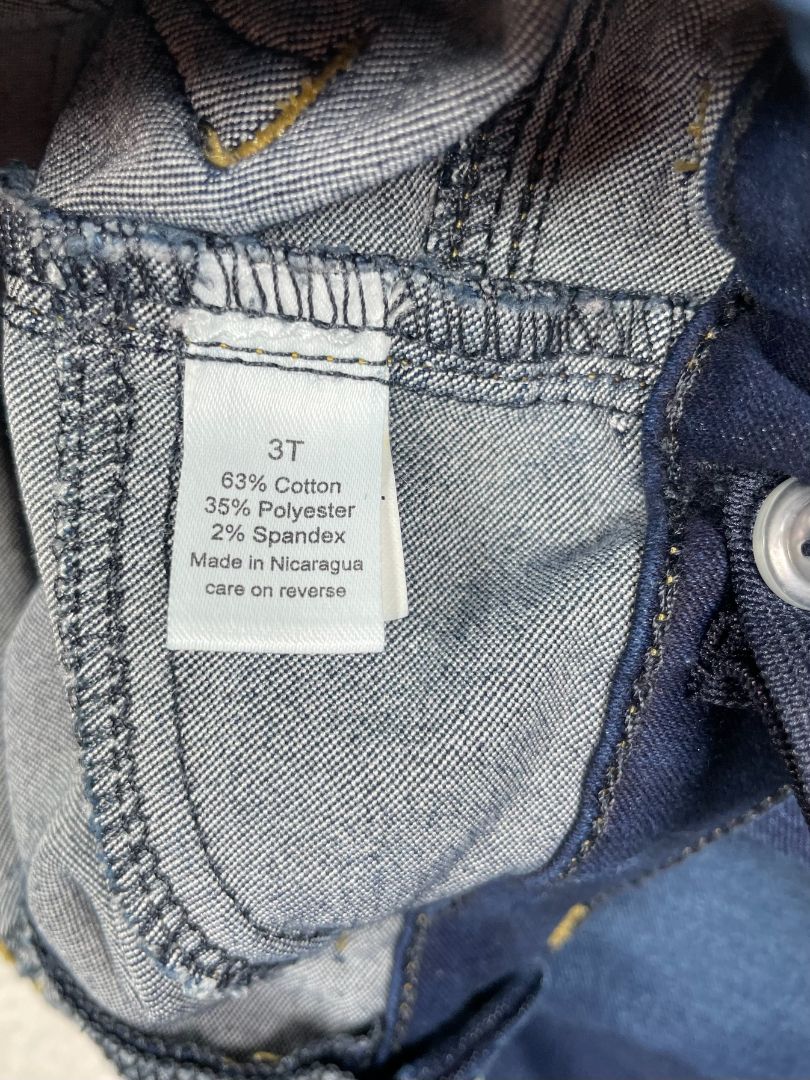 3T
63% Cotton
35% Polyester
2% Spandex
Made in Nicaragua
care on reverse